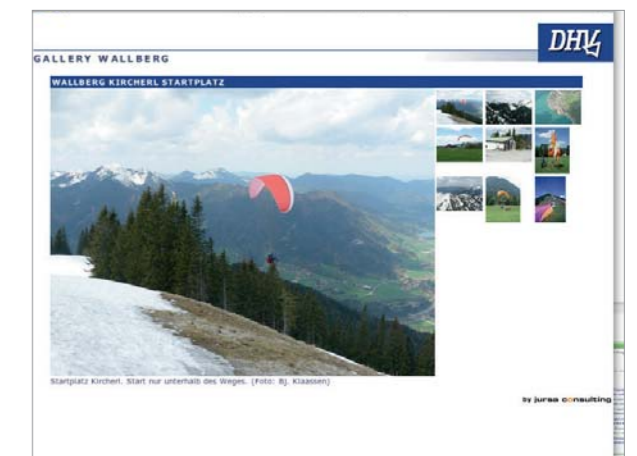 DHV
GALLERY WALLBERG
WALLBERG KIRCHERL STARTPLATZ
Startplatz Kircherl. Start nur unterhalb des Weges. (Foto: Bj. Klaassen)
by jursa consulting